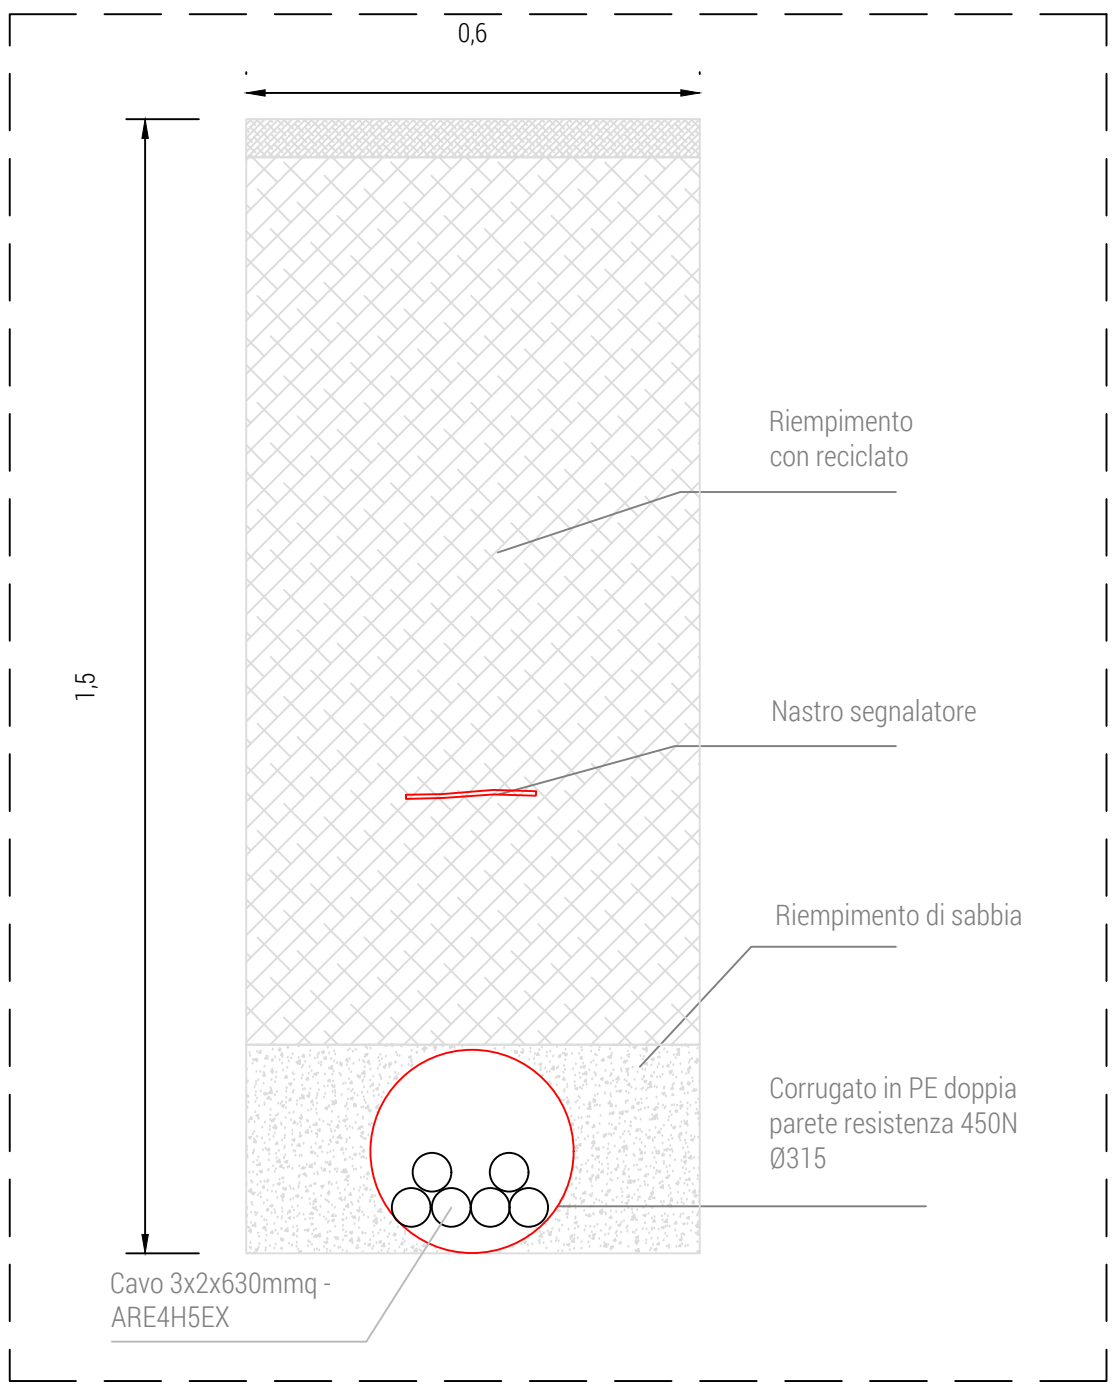 0,6
1,5
Riempimento
con reciclato
Nastro segnalatore
Riempimento di sabbia
Corrugato in PE doppia
parete resistenza 450N
Ø315
Cavo 3x2x630mmq -
ARE4H5EX